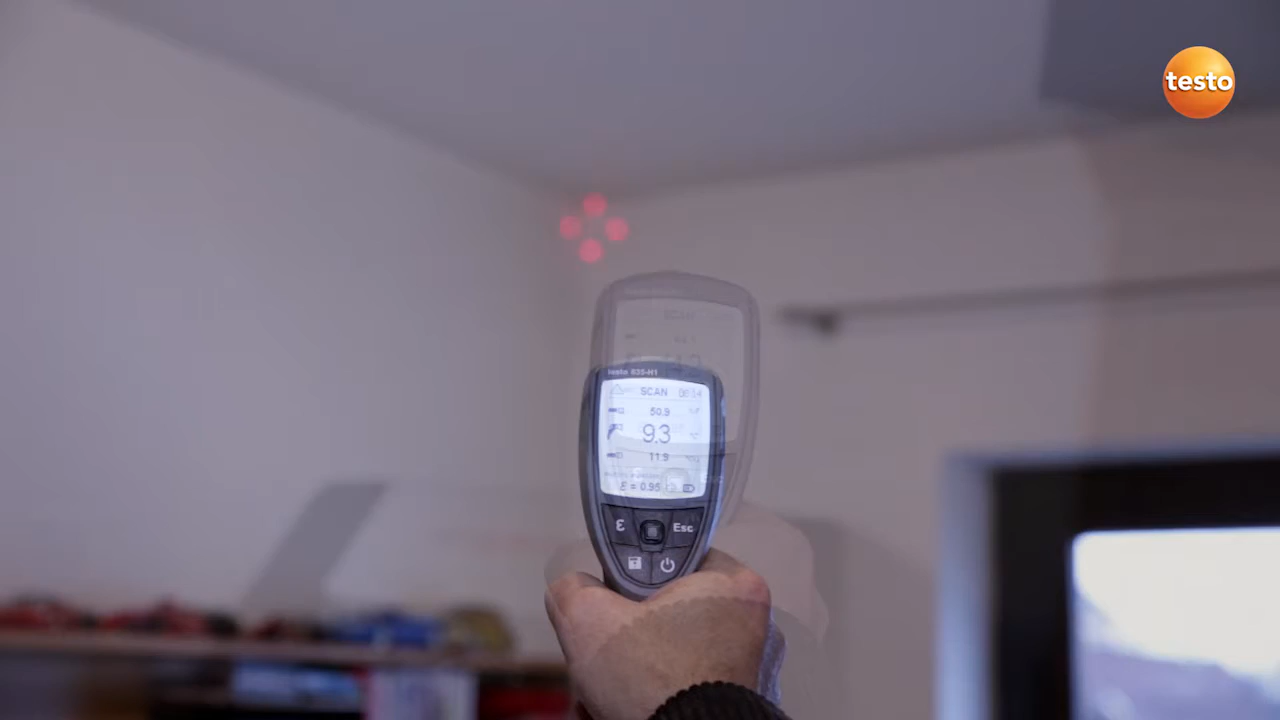 testo
testo 835-H1
SCAN
50.9
9.3
11.9
ε = 0.95
ε
Esc